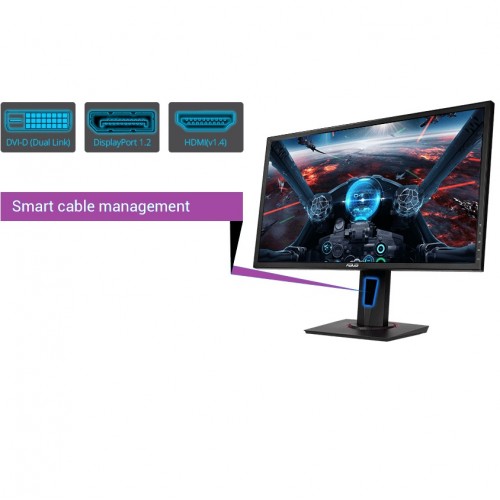 DVI-D (Dual Link)
DisplayPort 1.2
HDMI(v1.4)
Smart cable management
ASUS